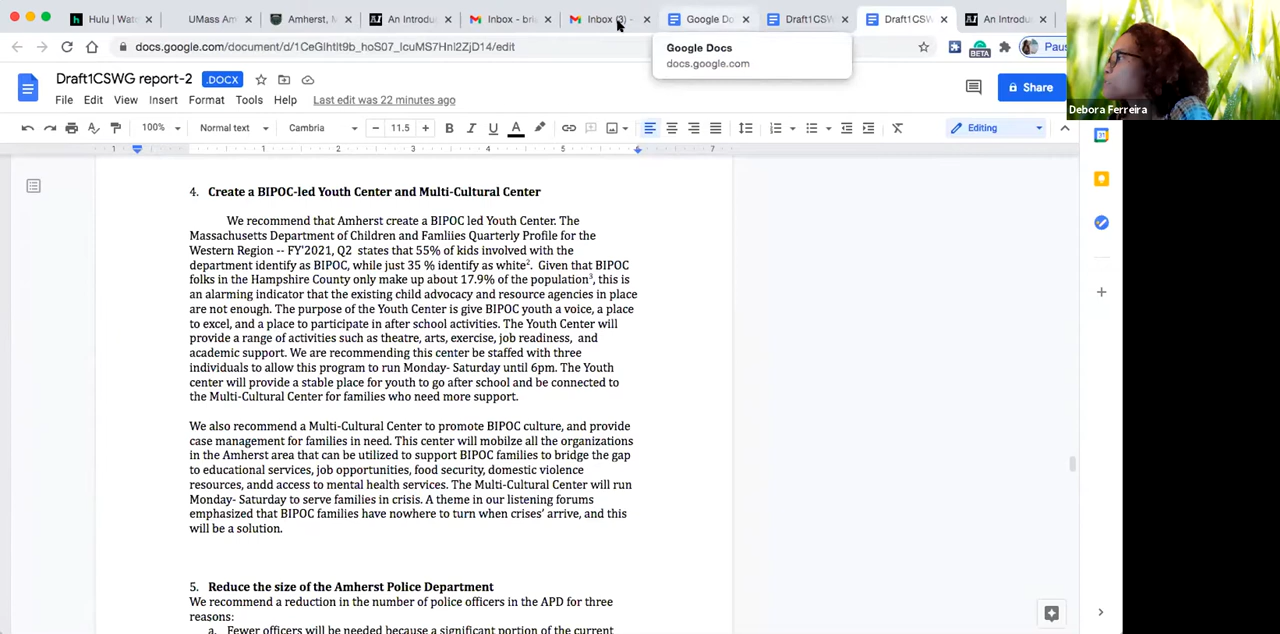 Hulu | Wat
UMass Am
Amherst, M
An Introdu
Inbox - bri
Inbox (3) -
Google Do
Draft1CSW
Draft1CSW
An Introdu
docs.google.com/document/d/1CeGlhtlt9b_hoS07_lcuMS7Hn!2ZjD14/edit
BETA
Pau
Google Docs
docs.google.com
Debora Ferreira
Draft1CSWG report-2 .DOCX
File Edit View Insert Format Tools Help Last edit was 22 minutes ago
Share
100% Normal text Cambria - 11.5 + B I U A Editing
1 1 2 3 4 5 7
31
4. Create a BIPOC-led Youth Center and Multi-Cultural Center
We recommend that Amherst create a BIPOC led Youth Center. The
Massachusetts Department of Children and Famliies Quarterly Profile for the
Western Region -- FY'2021, Q2 states that 55% of kids involved with the
department identify as BIPOC, while just 35 % identify as white². Given that BIPOC
folks in the Hampshire County only make up about 17.9% of the population³, this is
an alarming indicator that the existing child advocacy and resource agencies in place
are not enough. The purpose of the Youth Center is give BIPOC youth a voice, a place
to excel, and a place to participate in after school activities. The Youth Center will
provide a range of activities such as theatre, arts, exercise, job readiness, and
academic support. We are recommending this center be staffed with three
individuals to allow this program to run Monday- Saturday until 6pm. The Youth
center will provide a stable place for youth to go after school and be connected to
the Multi-Cultural Center for families who need more support.
We also recommend a Multi-Cultural Center to promote BIPOC culture, and provide
case management for families in need. This center will mobilze all the organizations
in the Amherst area that can be utilized to support BIPOC families to bridge the gap
to educational services, job opportunities, food security, domestic violence
resources, andd access to mental health services. The Multi-Cultural Center will run
Monday- Saturday to serve families in crisis. A theme in our listening forums
emphasized that BIPOC families have nowhere to turn when crises' arrive, and this
will be a solution.
5. Reduce the size of the Amherst Police Department
We recommend a reduction in the number of police officers in the APD for three
reasons:
a. Fewer officers will be needed because a significant portion of the current